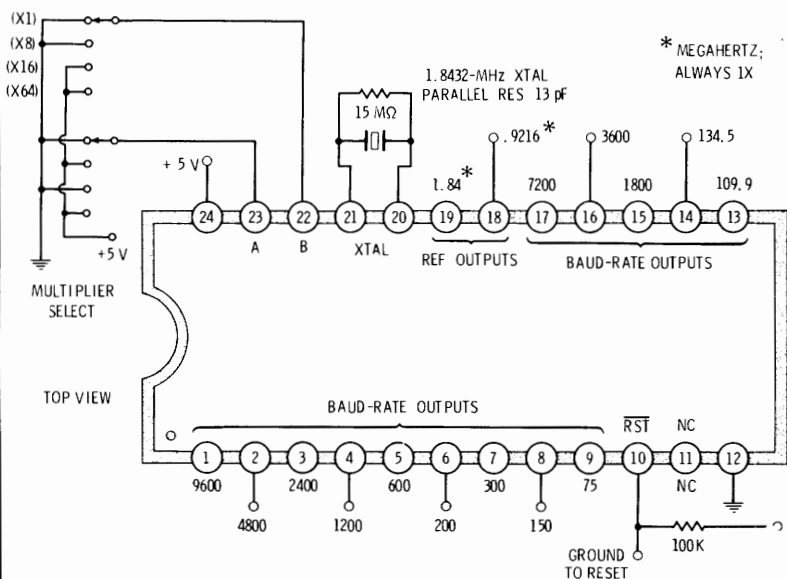 (X1)
(X8)
(X16)
(X64)
1.8432-MHz XTAL
PARALLEL RES 13 pF
* MEGAHERTZ;
ALWAYS 1X
15 MΩ
+5 V
1.84*
.9216*
7200
3600
1800
134.5
109.9
24
23
22
21
20
19
18
17
16
15
14
13
+5 V
A
B
XTAL
REF OUTPUTS
BAUD-RATE OUTPUTS
MULTIPLIER
SELECT
TOP VIEW
BAUD-RATE OUTPUTS
RST
NC
1
2
3
4
5
6
7
8
9
10
11
12
9600
4800
2400
1200
600
200
300
150
75
NC
100K
GROUND
TO RESET